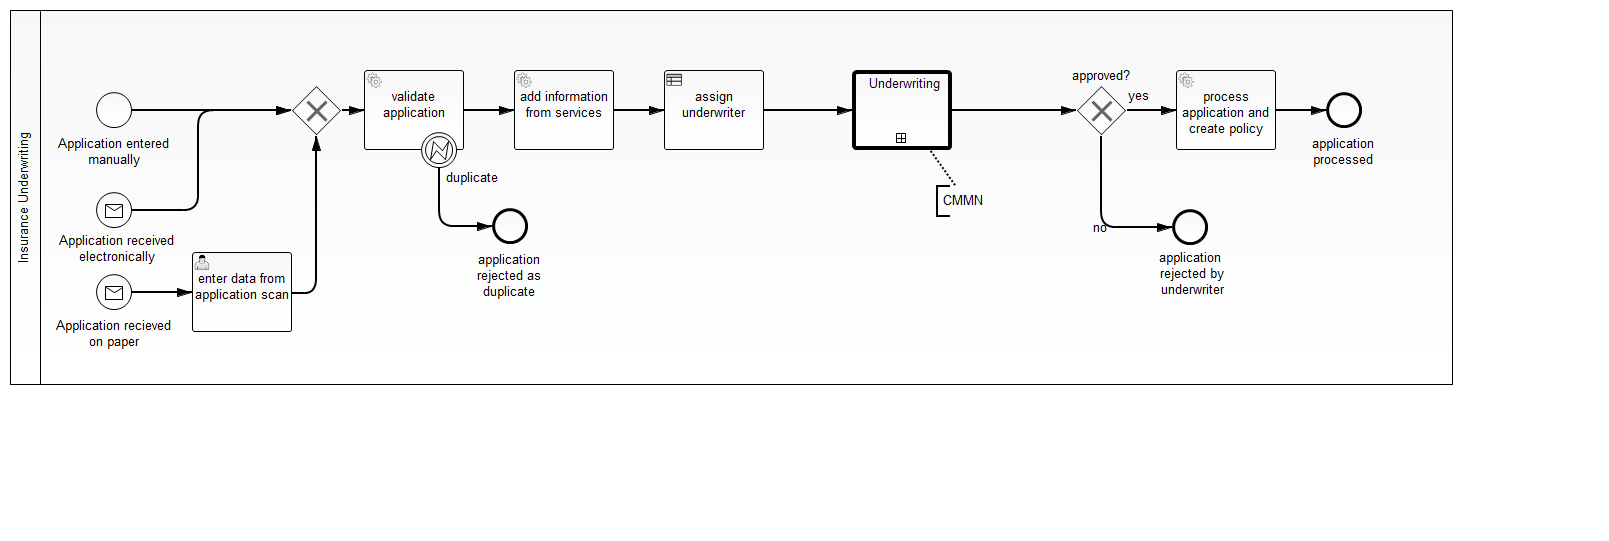 Insurance Underwriting
Application entered
manually
Application received
electronically
Application recieved
on paper
enter data from
application scan
validate
application
duplicate
application
rejected as
duplicate
add information
from services
assign
underwriter
Underwriting
CMMN
approved?
yes
no
application
rejected by
underwriter
process
application and
create policy
application
processed